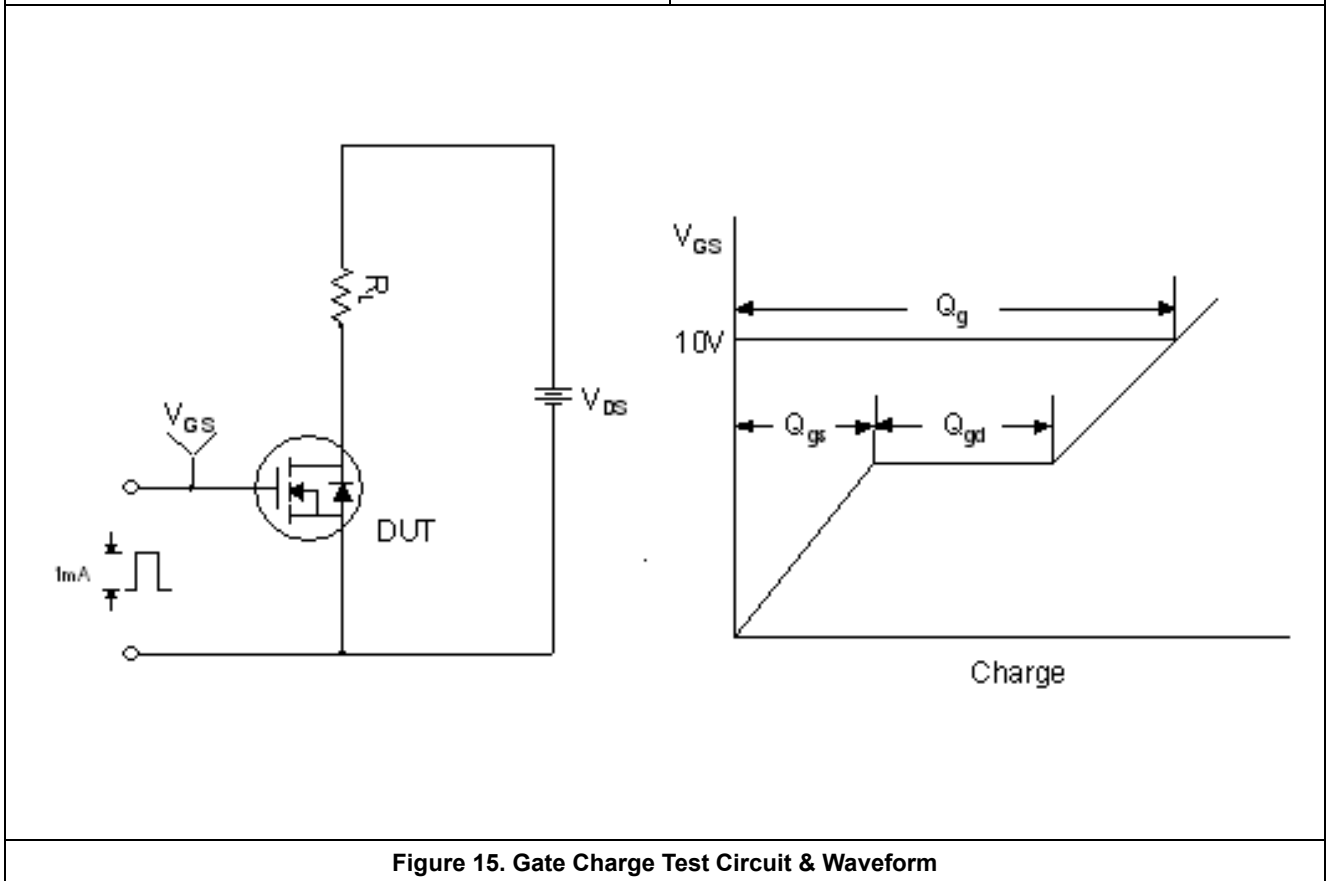 RL
VDS
VGS
DUT
1mA
VGS
10V
Qg
Qgs
Qgd
Charge
Figure 15. Gate Charge Test Circuit & Waveform